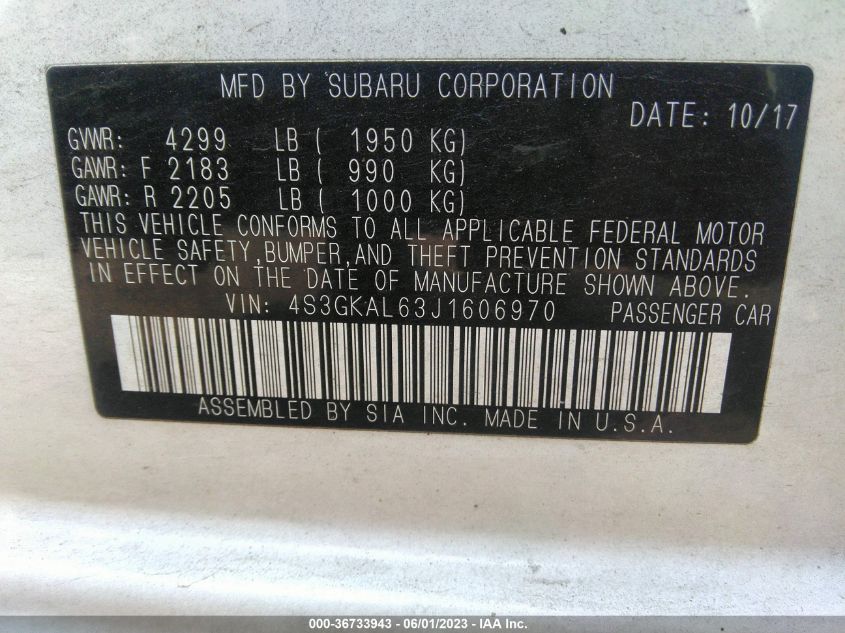 MFD BY SUBARU CORPORATION
DATE: 10/17
GVWR: 4299 LB ( 1950 KG)
GAWR: F 2183 LB ( 990 KG)
GAWR: R 2205 LB ( 1000 KG)
THIS VEHICLE CONFORMS TO ALL APPLICABLE FEDERAL MOTOR
VEHICLE SAFETY,BUMPER,AND THEFT PREVENTION STANDARDS
IN EFFECT ON THE DATE OF MANUFACTURE SHOWN ABOVE.
VIN: 4S3GKAL63J1606970 PASSENGER CAR
ASSEMBLED BY SIA INC. MADE IN U.S.A.
000-36733943 - 06/01/2023 - IAA Inc.